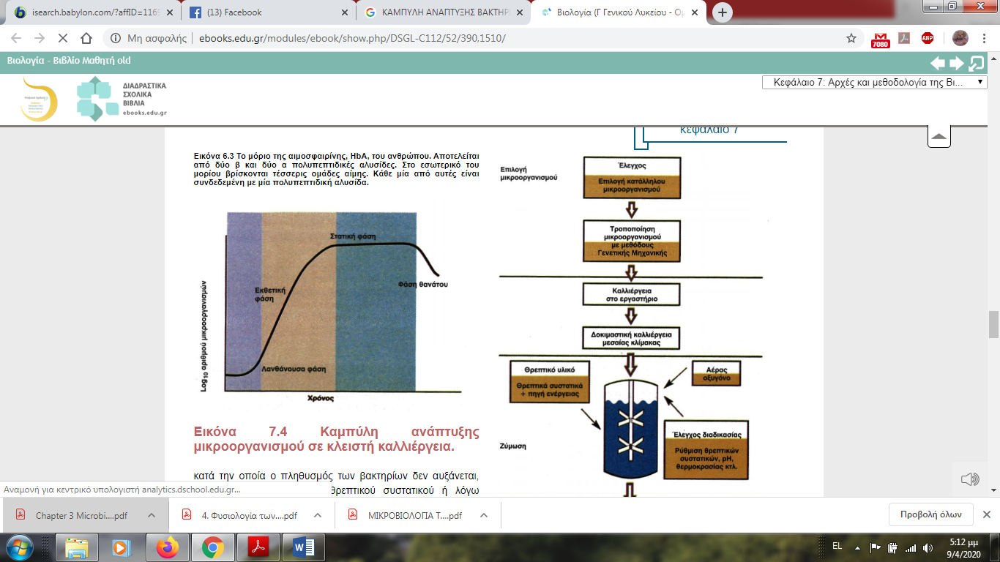 isearch.babylon.com/?affID=1169
(13) Facebook
ΚΑΜΠΥΛΗ ΑΝΑΠΤΥΞΗΣ ΒΑΚΤΗΡ
Βιολογία (Γ Γενικού Λυκείου - Ομ
Μη ασφαλής
ebooks.edu.gr/modules/ebook/show.php/DSGL-C112/52/390,1510/
7080
ABP
Βιολογία - Βιβλίο Μαθητή old
ΔΙΑΔΡΑΣΤΙΚΑ
ΣΧΟΛΙΚΑ
ΒΙΒΛΙΑ
ebooks.edu.gr
Κεφάλαιο 7: Αρχές και μεθοδολογία της Βι...
κεφάλαιο 7
Εικόνα 6.3 Το μόριο της αιμοσφαιρίνης, HbA, του ανθρώπου. Αποτελείται
από δύο β και δύο α πολυπεπτιδικές αλυσίδες. Στο εσωτερικό του
μορίου βρίσκονται τέσσερις ομάδες αίμης. Κάθε μία από αυτές είναι
συνδεδεμένη με μία πολυπεπτιδική αλυσίδα.
Στατική φάση
Φάση θανάτου
Εκθετική
φάση
Λανθάνουσα φάση
Log10 αριθμού μικροοργανισμών
Χρόνος
Εικόνα 7.4 Καμπύλη ανάπτυξης
μικροοργανισμού σε κλειστή καλλιέργεια.
κατά την οποία ο πληθυσμός των βακτηρίων δεν αυξάνεται,
θρεπτικού συστατικού ή λόγω
Επιλογή
μικροοργανισμού
Έλεγχος
Επιλογή κατάλληλου
μικροοργανισμού
Τροποποίηση
μικροοργανισμού
με μεθόδους
Γενετικής Μηχανικής
Καλλιέργεια
στο εργαστήριο
Δοκιμαστική καλλιέργεια
μεσαίας κλίμακας
Θρεπτικό υλικό
Θρεπτικά συστατικά
+ πηγή ενέργειας
Αέρας
οξυγόνο
Έλεγχος διαδικασίας
Ρύθμιση θρεπτικών
συστατικών, pH,
θερμοκρασίας κτλ.
Ζύμωση
Αναμονή για κεντρικό υπολογιστή analytics.dschool.edu.gr...
Chapter 3 Microbi....pdf
4. Φυσιολογία των....pdf
ΜΙΚΡΟΒΙΟΛΟΓΙΑ Τ....pdf
Προβολή όλων
EL
5:12 μμ
9/4/2020